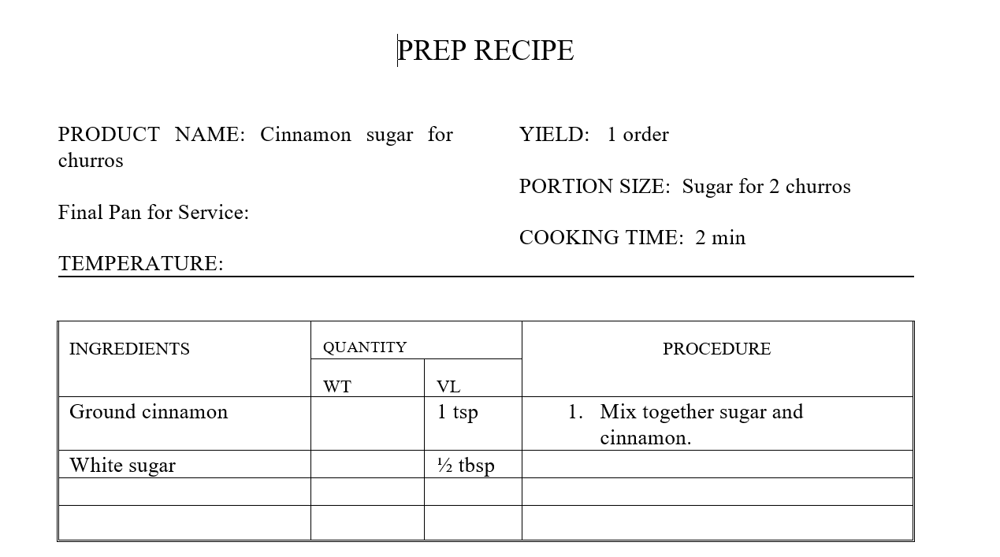 PREP RECIPE
PRODUCT NAME: Cinnamon sugar for
churros
Final Pan for Service:
TEMPERATURE:
YIELD: 1 order
PORTION SIZE: Sugar for 2 churros
COOKING TIME: 2 min
INGREDIENTS
QUANTITY
PROCEDURE
WT
VL
Ground cinnamon
1 tsp
1. Mix together sugar and
cinnamon.
White sugar
½ tbsp